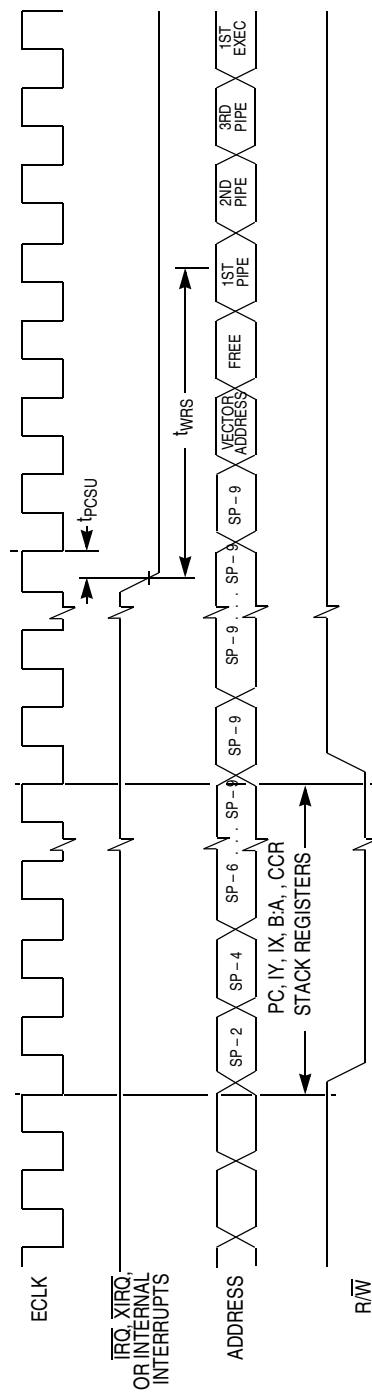 ECLK
tPCSU
IRQ, XIRQ,
OR INTERNAL
INTERRUPTS
tWRS
ADDRESS
SP – 2
SP – 4
SP – 6 . . . . SP – 9
SP – 9
SP – 9 . . . . SP – 9
SP – 9
VECTOR
ADDRESS
FREE
1ST
PIPE
2ND
PIPE
3RD
PIPE
1ST
EXEC
PC, IY, IX, B:A, , CCR
STACK REGISTERS
R/W